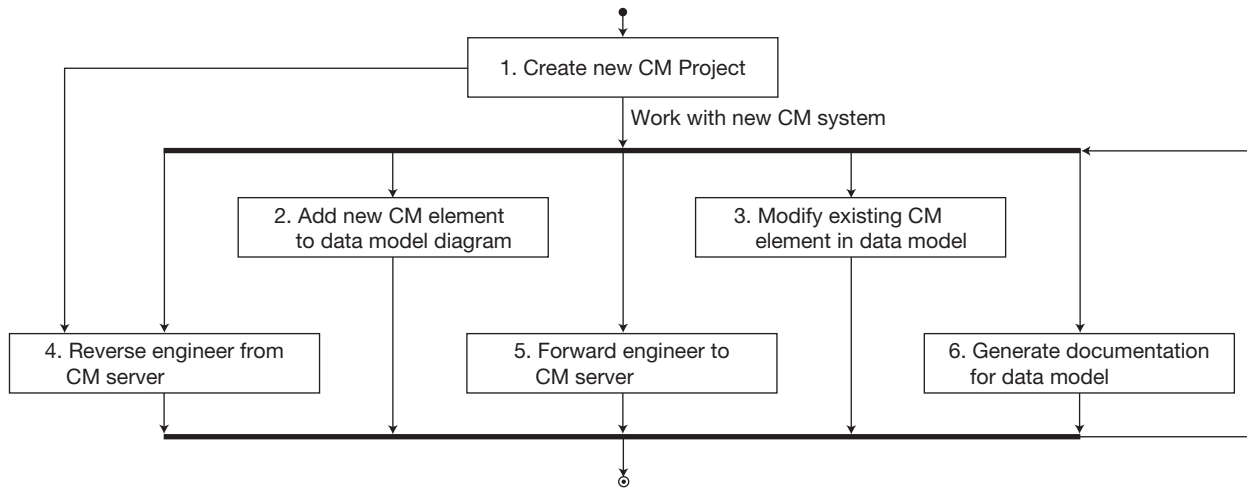 1. Create new CM Project
Work with new CM system
2. Add new CM element
to data model diagram
3. Modify existing CM
element in data model
4. Reverse engineer from
CM server
5. Forward engineer to
CM server
6. Generate documentation
for data model